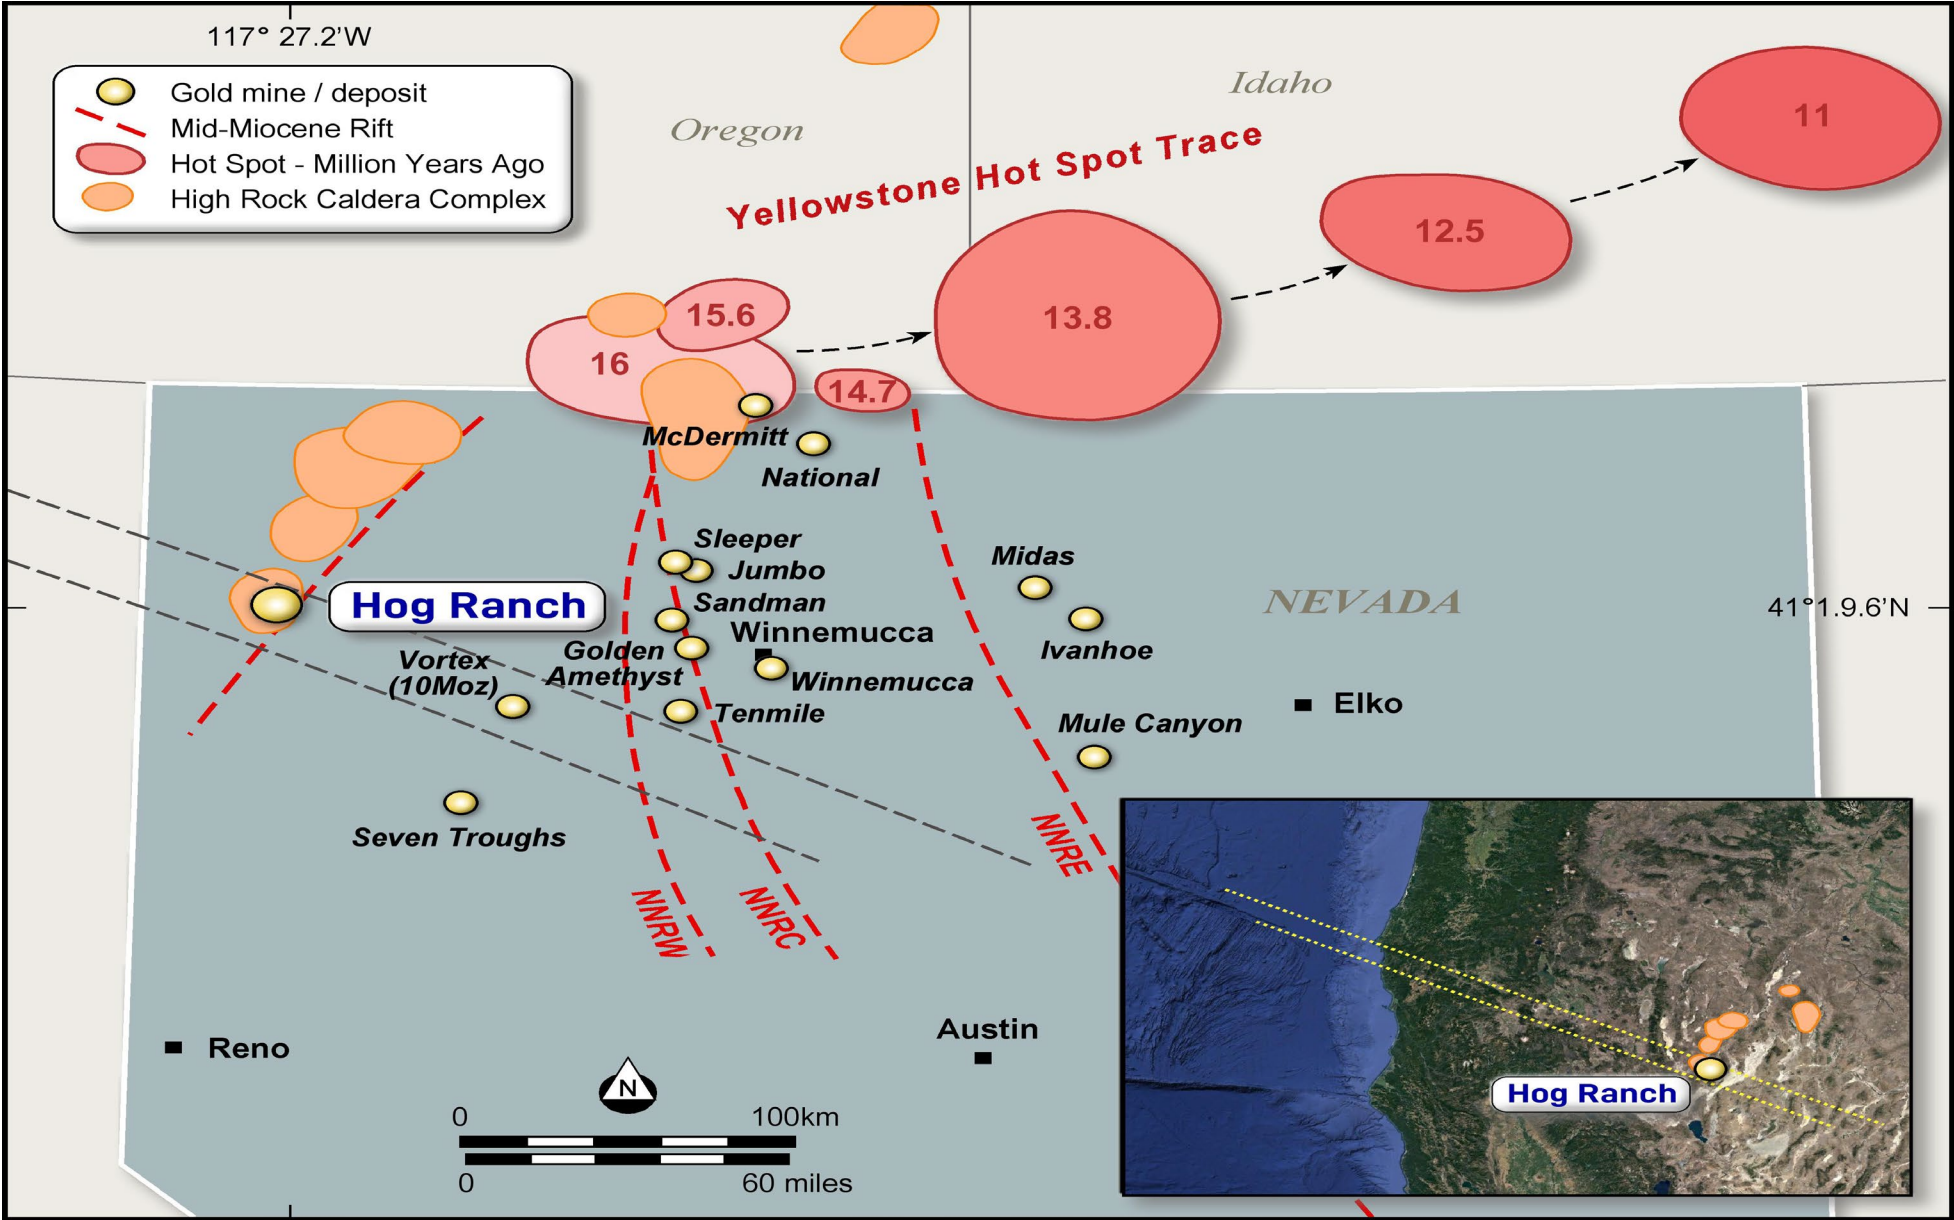 117° 27.2'W
Gold mine / deposit
Mid-Miocene Rift
Hot Spot - Million Years Ago
High Rock Caldera Complex
Oregon
Idaho
Yellowstone Hot Spot Trace
11
12.5
13.8
15.6
16
14.7
McDermitt
National
Sleeper
Jumbo
Sandman
Winnemucca
Golden
Amethyst
Winnemucca
Tenmile
Hog Ranch
Vortex
(10Moz)
Seven Troughs
Midas
Ivanhoe
NEVADA
41°1.9.6'N
Elko
Mule Canyon
NNRE
NNRW
NNRC
Reno
Austin
N
0 100km
0 60 miles
Hog Ranch